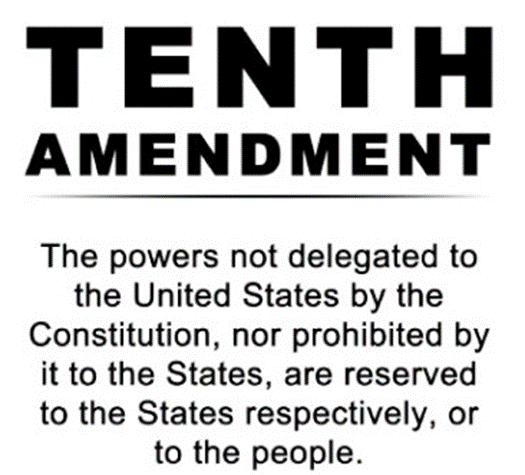 TENTH
AMENDMENT
The powers not delegated to
the United States by the
Constitution, nor prohibited by
it to the States, are reserved
to the States respectively, or
to the people.